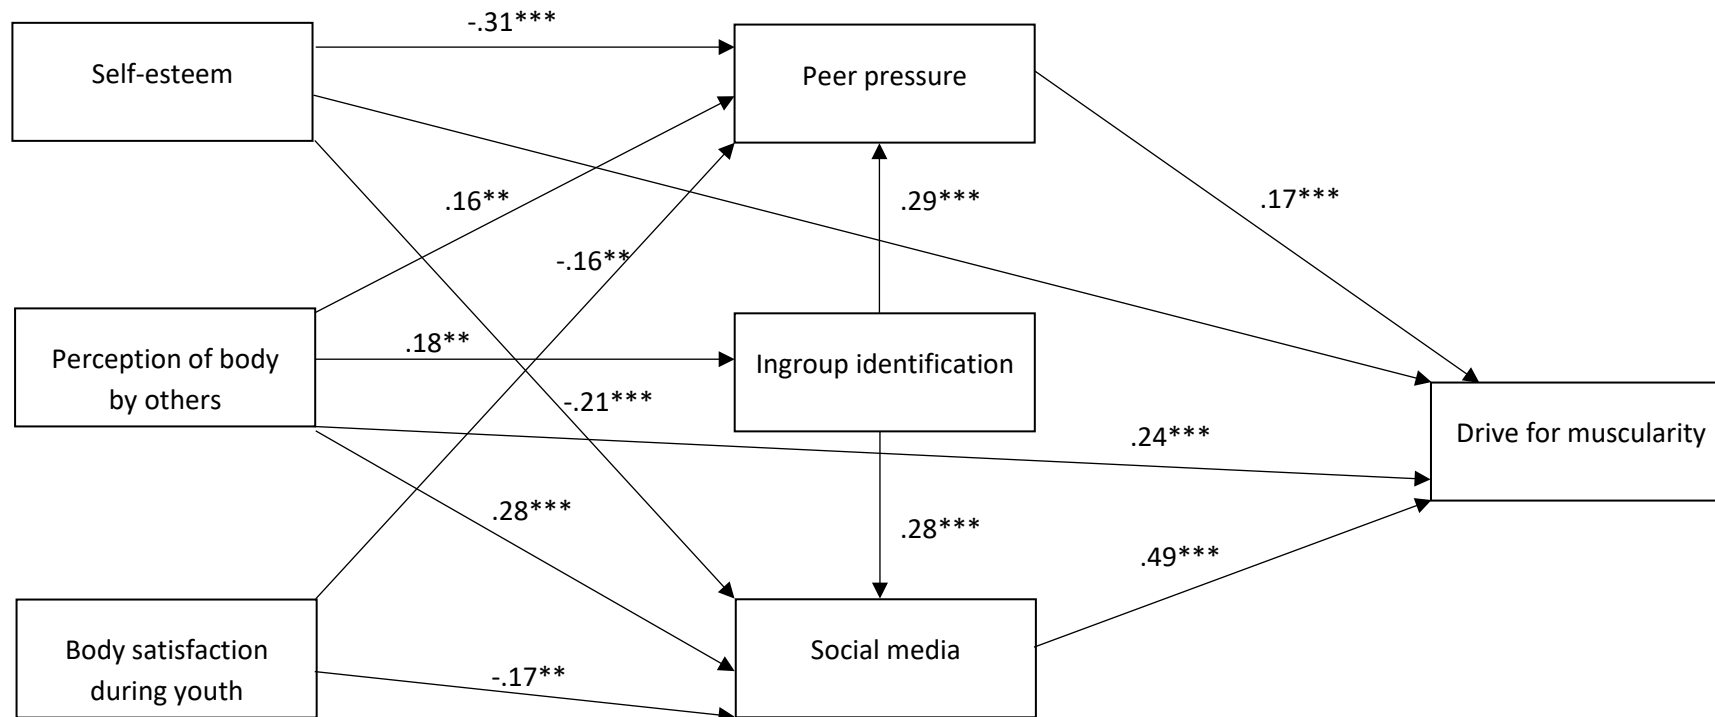 -.31***
Self-esteem
Peer pressure
.16**
.29***
.17***
-.16**
.18**
Perception of body
by others
Ingroup identification
-.21***
.24***
Drive for muscularity
.28***
.28***
.49***
Body satisfaction
during youth
Social media
-.17**